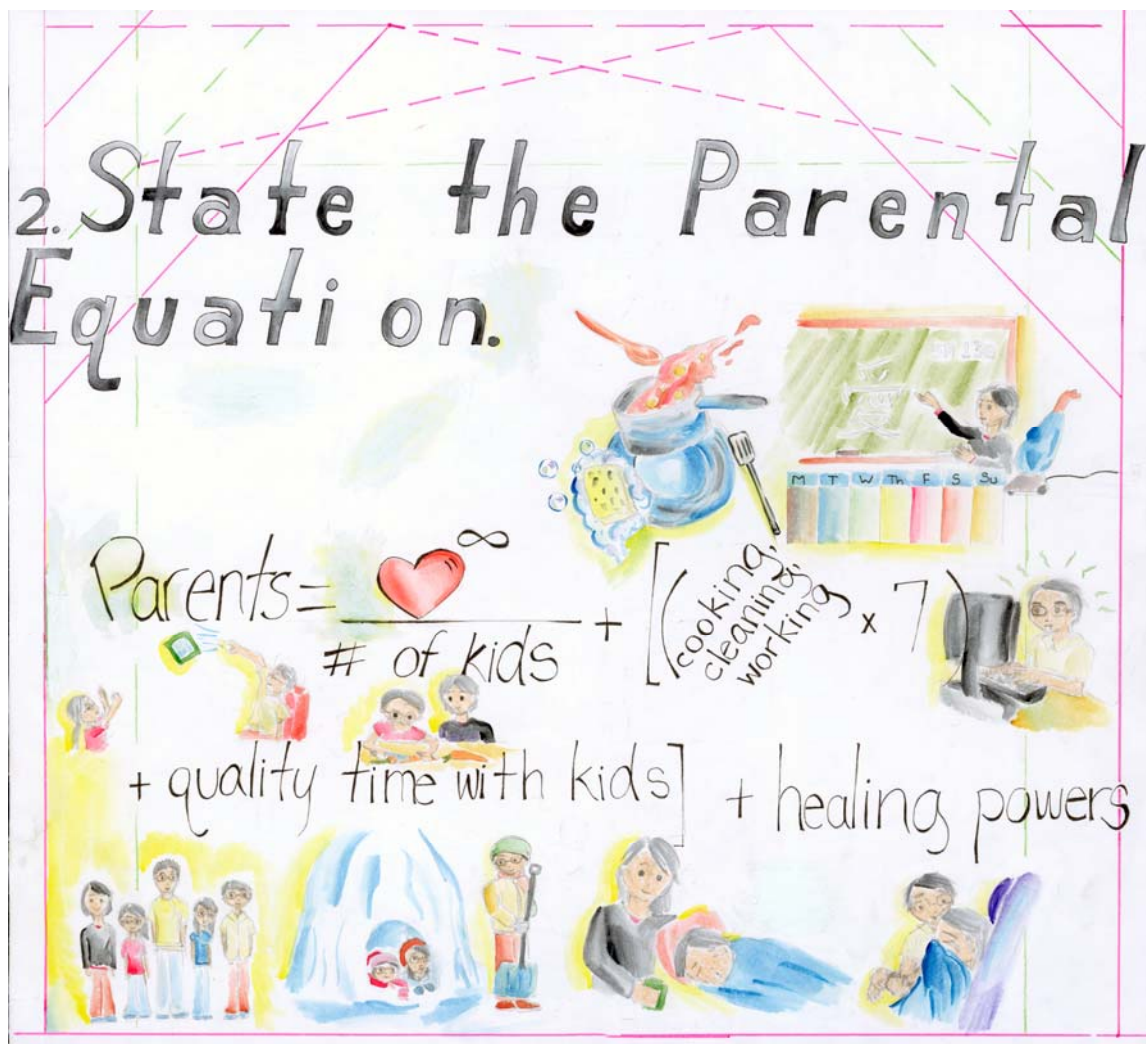 2. State the Parental
Equation.
M T W Th F S Su
Parents = ♥^∞ / # of kids + [(cooking,
cleaning,
working × 7)
+ quality time with kids] + healing powers